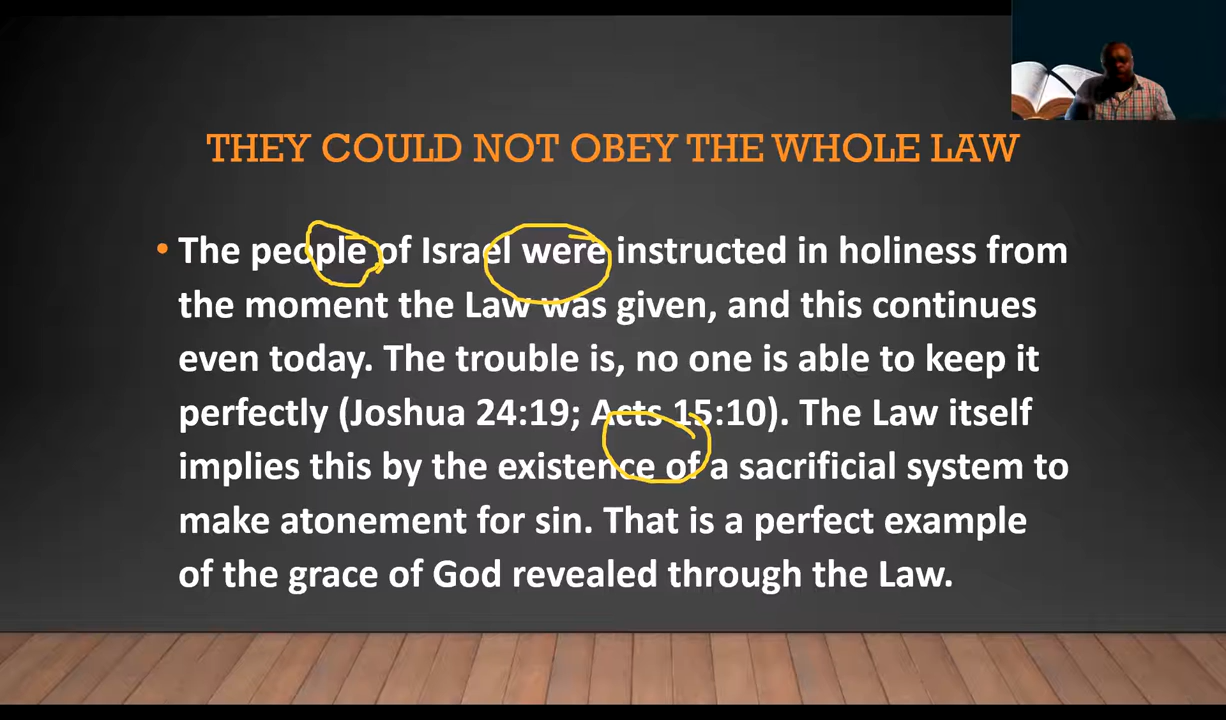 THEY COULD NOT OBEY THE WHOLE LAW
• The people of Israel were instructed in holiness from
the moment the Law was given, and this continues
even today. The trouble is, no one is able to keep it
perfectly (Joshua 24:19; Acts 15:10). The Law itself
implies this by the existence of a sacrificial system to
make atonement for sin. That is a perfect example
of the grace of God revealed through the Law.